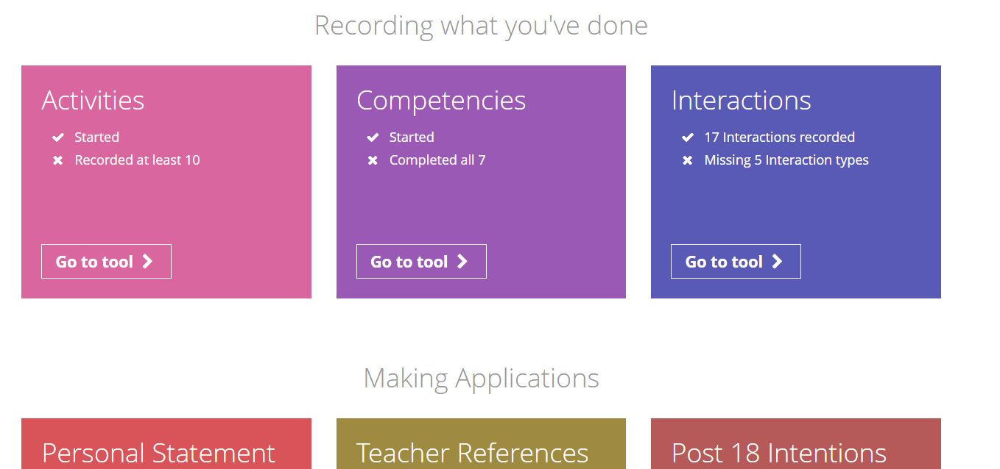 Recording what you've done
Activities
Started
Recorded at least 10
Go to tool
Competencies
Started
Completed all 7
Go to tool
Interactions
17 Interactions recorded
Missing 5 Interaction types
Go to tool
Making Applications
Personal Statement
Teacher References
Post 18 Intentions